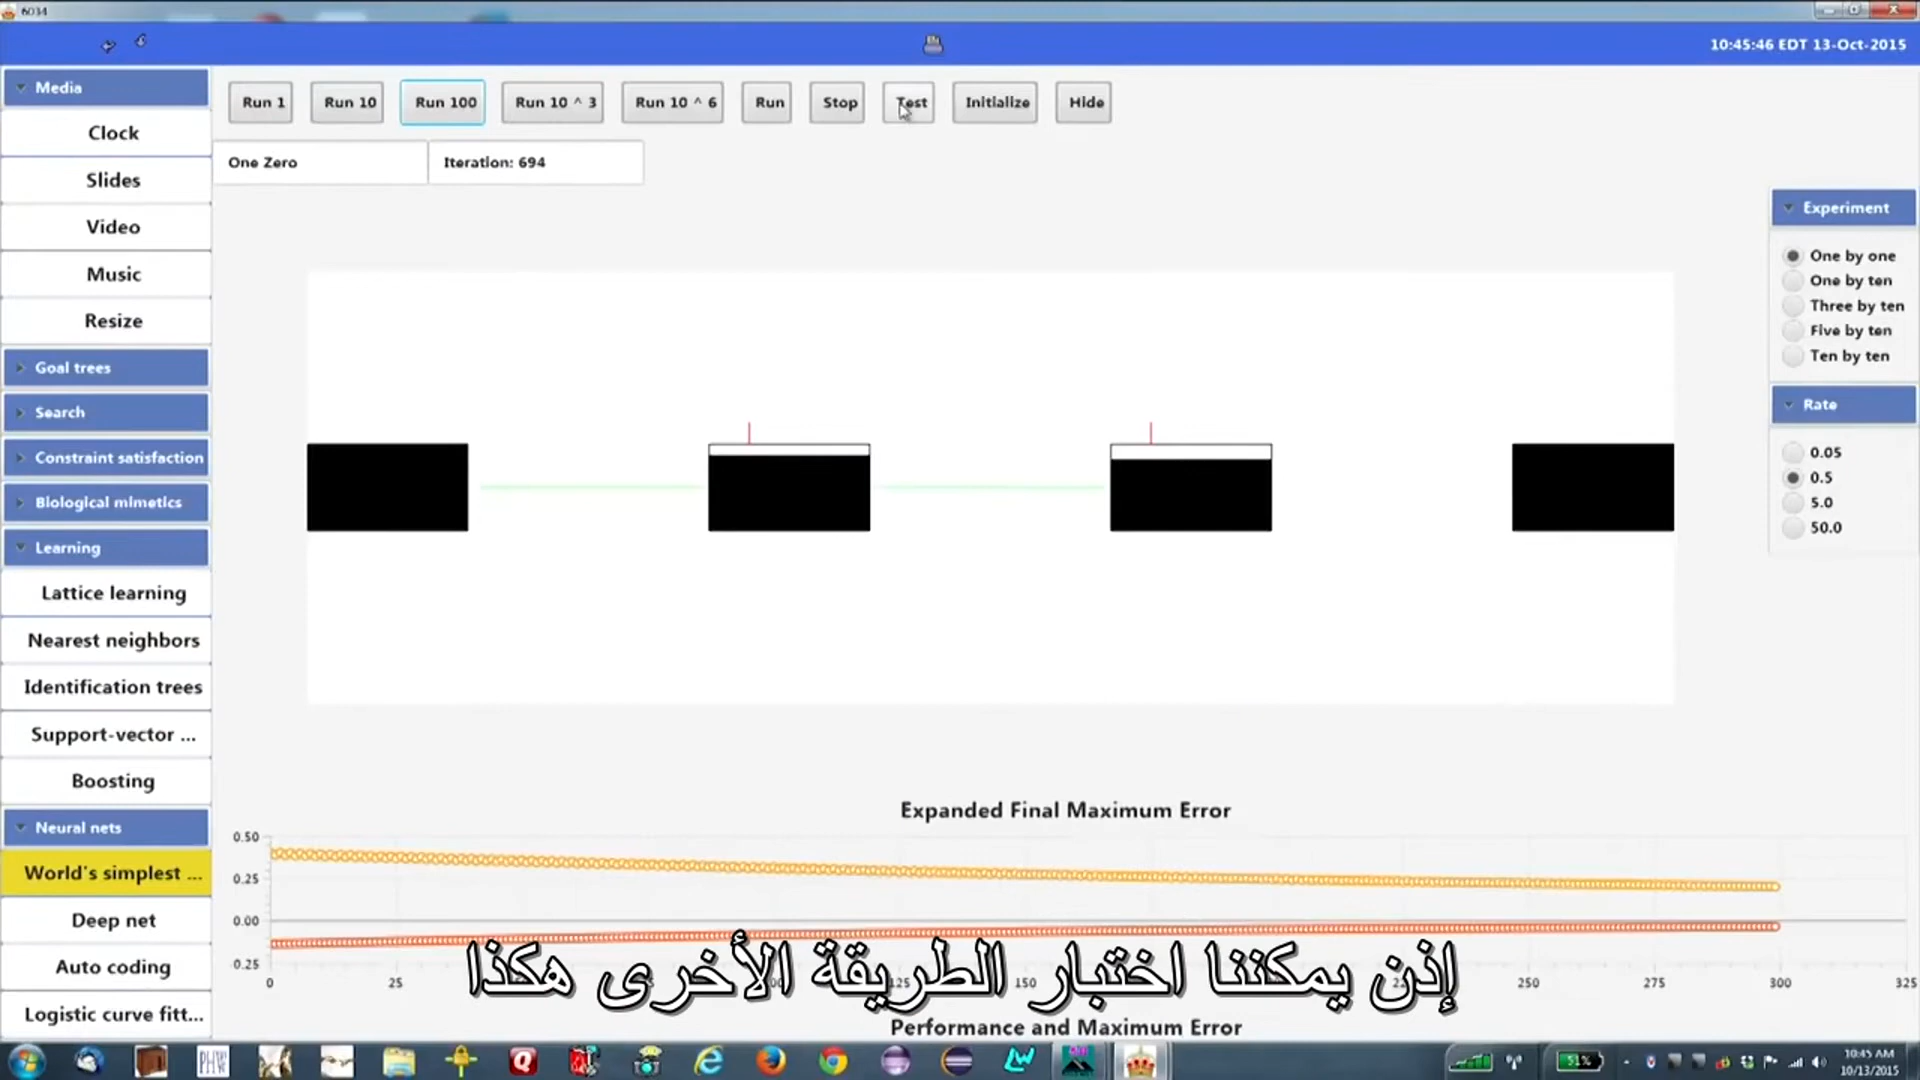 6034
10:45:46 EDT 13-Oct-2015
Media
Clock
Slides
Video
Music
Resize
Goal trees
Search
Constraint satisfaction
Biological mimetics
Learning
Lattice learning
Nearest neighbors
Identification trees
Support-vector ...
Boosting
Neural nets
World's simplest ...
Deep net
Auto coding
Logistic curve fitt...
Run 1
Run 10
Run 100
Run 10 ^ 3
Run 10 ^ 6
Run
Stop
Test
Initialize
Hide
One Zero
Iteration: 694
Experiment
One by one
One by ten
Three by ten
Five by ten
Ten by ten
Rate
0.05
0.5
5.0
50.0
Expanded Final Maximum Error
0.50
0.25
0.00
0.25
0 25 125 150 250 275 300 325
إذن يمكننا اختبار الطريقة الأخرى هكذا
Performance and Maximum Error
PHW
51%
10:45 AM
10/13/2015